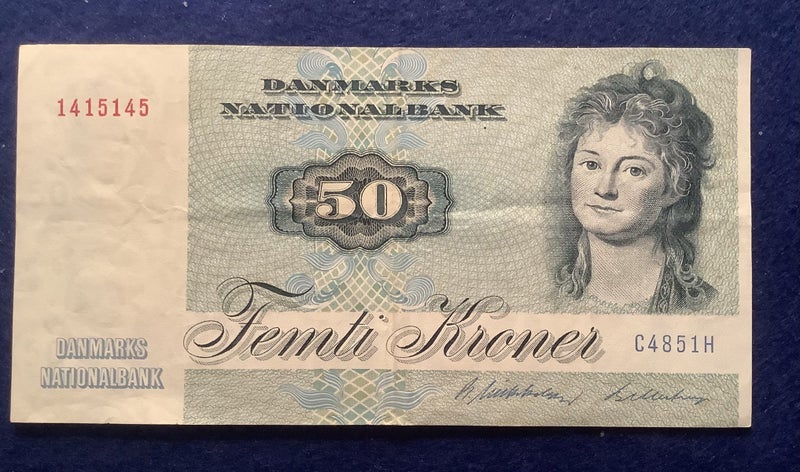 1415145
DANMARKS
NATIONALBANK
50
Femti Kroner
C4851H
DANMARKS
NATIONALBANK